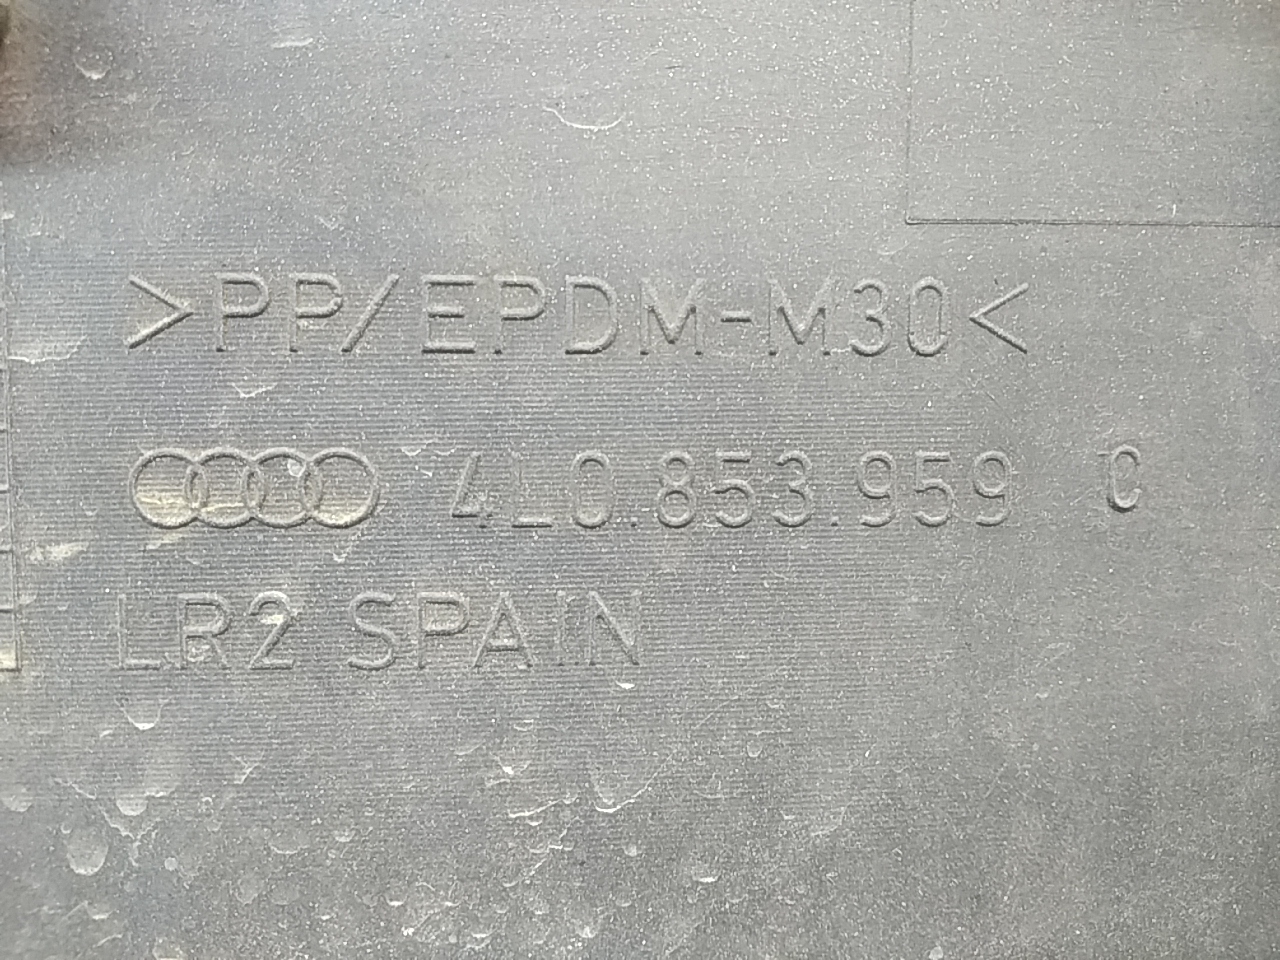 >PP/EPDM-M30<
4L0.853.959 C
LR2 SPAIN